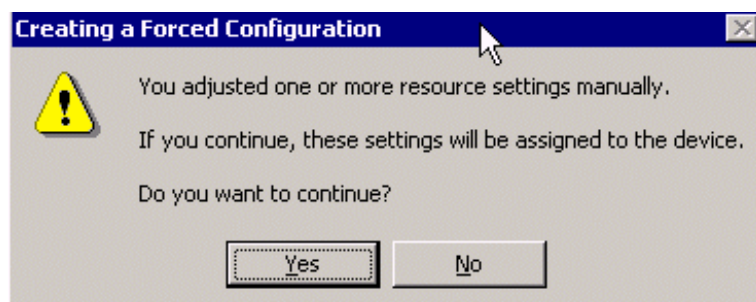 Creating a Forced Configuration
You adjusted one or more resource settings manually.
If you continue, these settings will be assigned to the device.
Do you want to continue?
Yes No